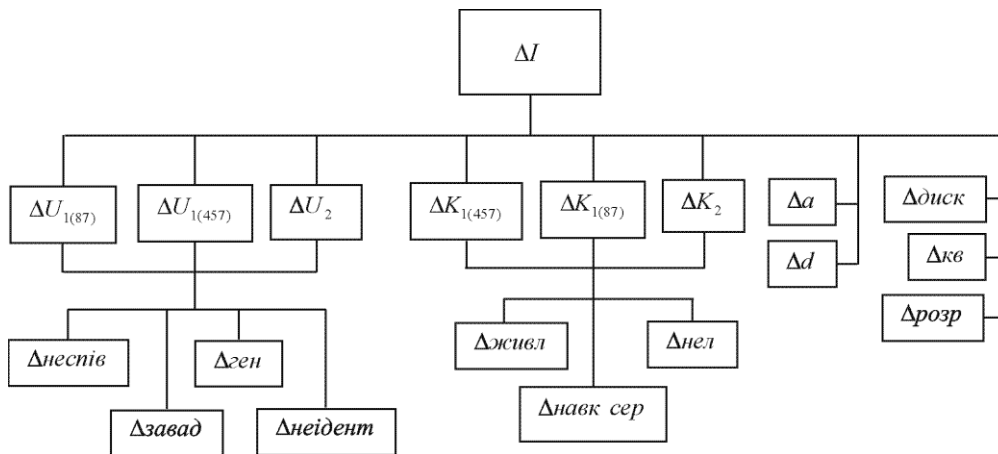 ΔI
ΔU1(87)
ΔU1(457)
ΔU2
ΔK1(457)
ΔK1(87)
ΔK2
Δa
Δd
Δдиск
Δкв
Δрозр
Δнеспів
Δген
Δзавад
Δнеідент
Δживл
Δнел
Δнавк сер